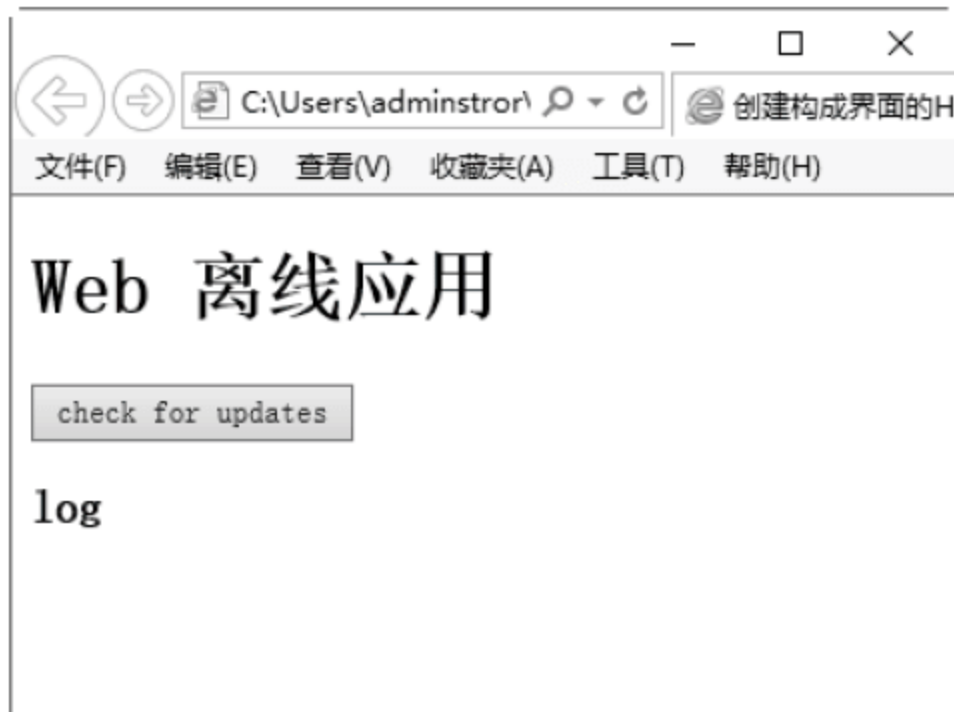 C:\Users\adminstror\
创建构成界面的H
文件(F) 编辑(E) 查看(V) 收藏夹(A) 工具(T) 帮助(H)
Web 离线应用
check for updates
log